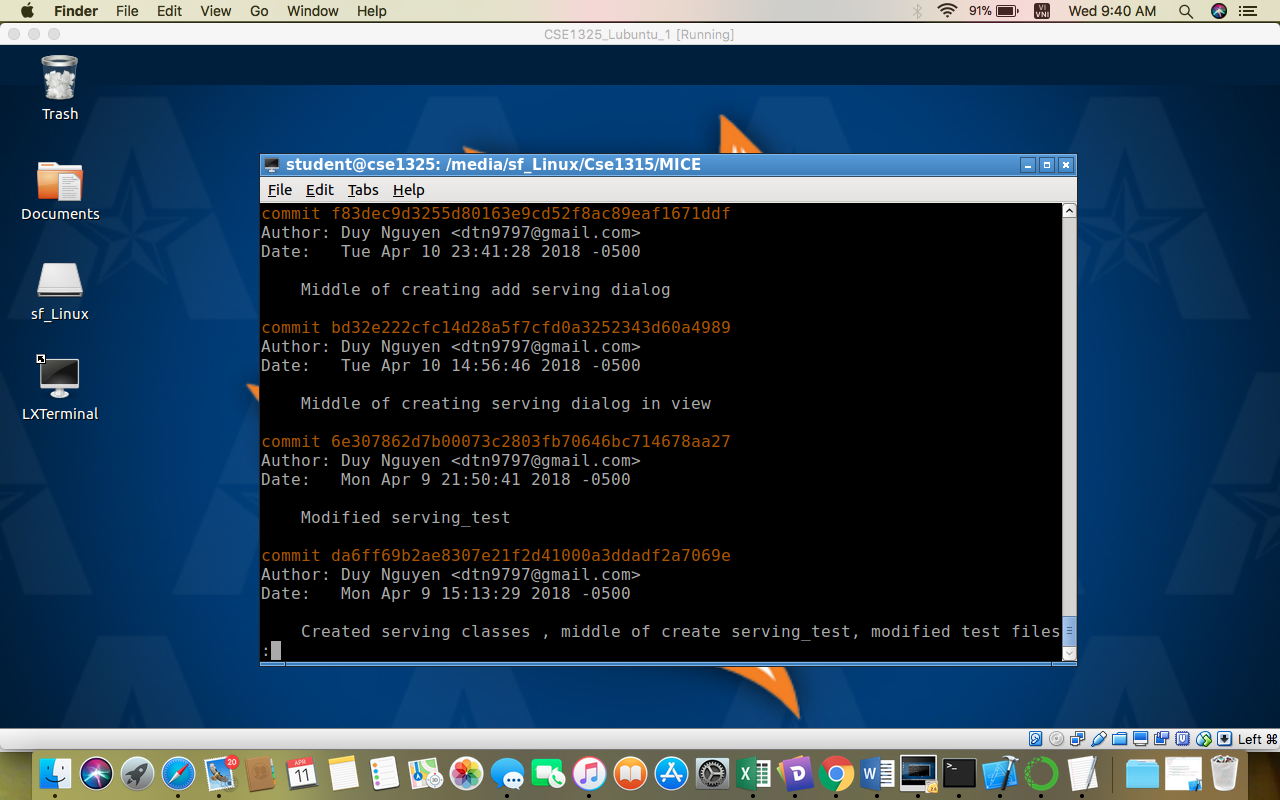 Finder File Edit View Go Window Help 91% VI VNI Wed 9:40 AM
CSE1325_Lubuntu_1 [Running]
Trash
Documents
sf_Linux
LXTerminal
student@cse1325: /media/sf_Linux/Cse1315/MICE
File Edit Tabs Help
commit f83dec9d3255d80163e9cd52f8ac89eaf1671ddf
Author: Duy Nguyen <dtn9797@gmail.com>
Date: Tue Apr 10 23:41:28 2018 -0500
Middle of creating add serving dialog
commit bd32e222cfc14d28a5f7cfd0a3252343d60a4989
Author: Duy Nguyen <dtn9797@gmail.com>
Date: Tue Apr 10 14:56:46 2018 -0500
Middle of creating serving dialog in view
commit 6e307862d7b00073c2803fb70646bc714678aa27
Author: Duy Nguyen <dtn9797@gmail.com>
Date: Mon Apr 9 21:50:41 2018 -0500
Modified serving_test
commit da6ff69b2ae8307e21f2d41000a3ddadf2a7069e
Author: Duy Nguyen <dtn9797@gmail.com>
Date: Mon Apr 9 15:13:29 2018 -0500
Created serving classes , middle of create serving_test, modified test files
:
Left ⌘
20
APR
11